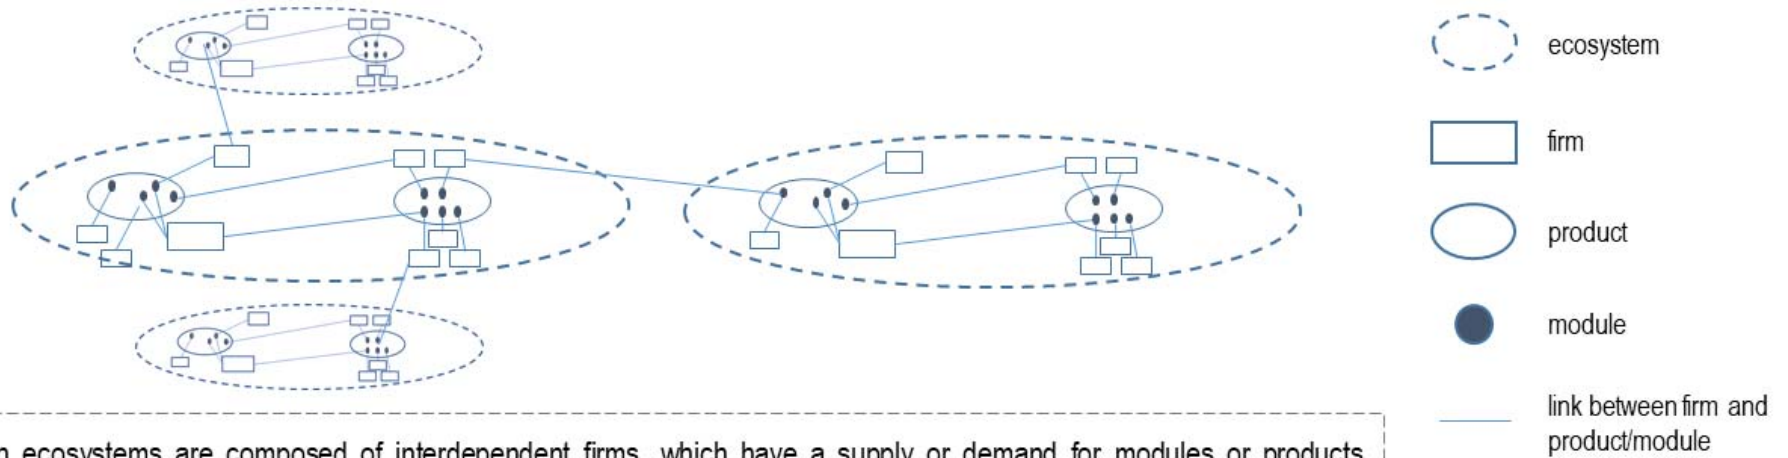 ecosystem
firm
product
module
link between firm and
product/module
ecosystems are composed of interdependent firms, which have a supply or demand for modules or products